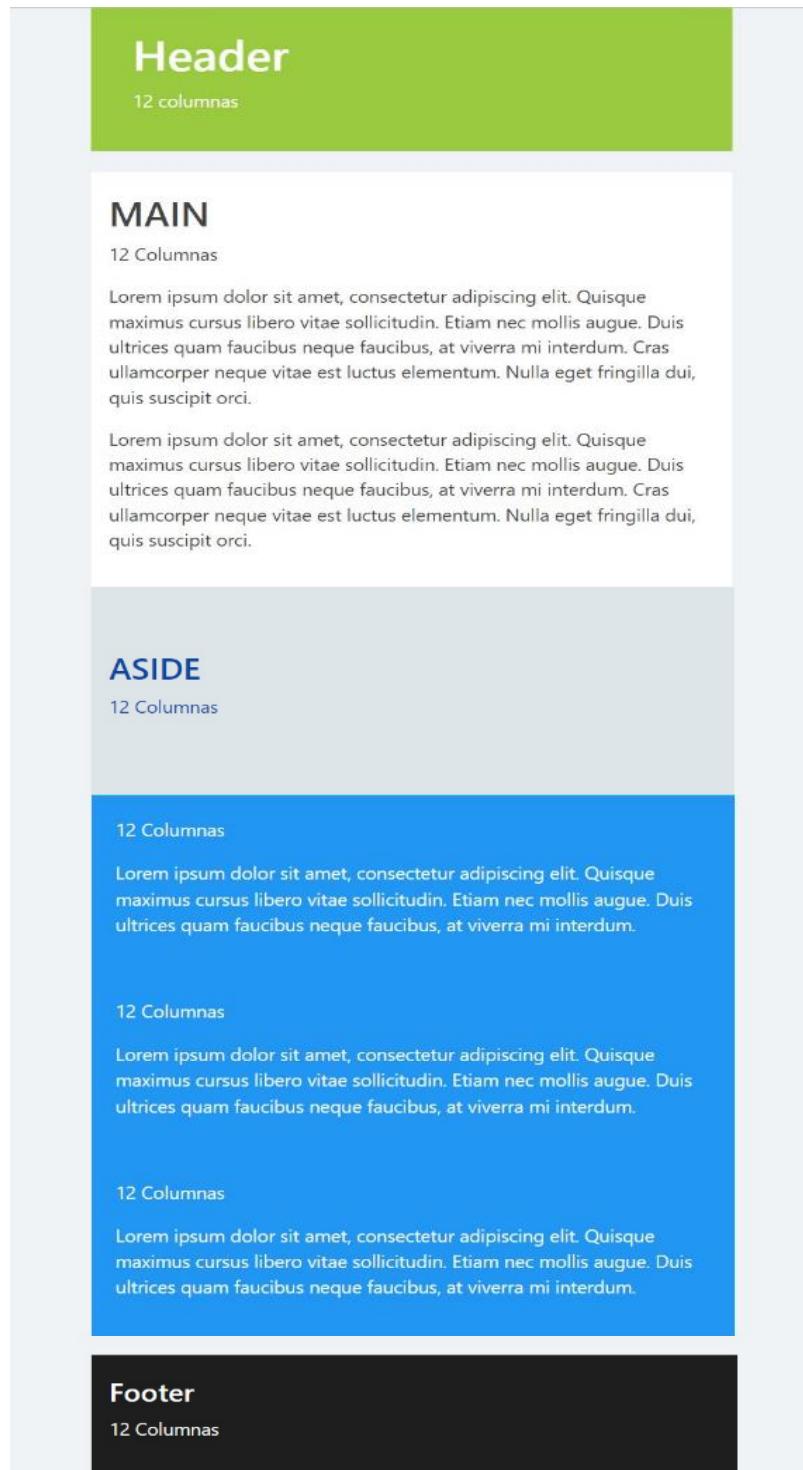 Header
12 columnas
MAIN
12 Columnas
Lorem ipsum dolor sit amet, consectetur adipiscing elit. Quisque
maximus cursus libero vitae sollicitudin. Etiam nec mollis augue. Duis
ultrices quam faucibus neque faucibus, at viverra mi interdum. Cras
ullamcorper neque vitae est luctus elementum. Nulla eget fringilla dui,
quis suscipit orci.
Lorem ipsum dolor sit amet, consectetur adipiscing elit. Quisque
maximus cursus libero vitae sollicitudin. Etiam nec mollis augue. Duis
ultrices quam faucibus neque faucibus, at viverra mi interdum. Cras
ullamcorper neque vitae est luctus elementum. Nulla eget fringilla dui,
quis suscipit orci.
ASIDE
12 Columnas
12 Columnas
Lorem ipsum dolor sit amet, consectetur adipiscing elit. Quisque
maximus cursus libero vitae sollicitudin. Etiam nec mollis augue. Duis
ultrices quam faucibus neque faucibus, at viverra mi interdum.
12 Columnas
Lorem ipsum dolor sit amet, consectetur adipiscing elit. Quisque
maximus cursus libero vitae sollicitudin. Etiam nec mollis augue. Duis
ultrices quam faucibus neque faucibus, at viverra mi interdum.
12 Columnas
Lorem ipsum dolor sit amet, consectetur adipiscing elit. Quisque
maximus cursus libero vitae sollicitudin. Etiam nec mollis augue. Duis
ultrices quam faucibus neque faucibus, at viverra mi interdum.
Footer
12 Columnas